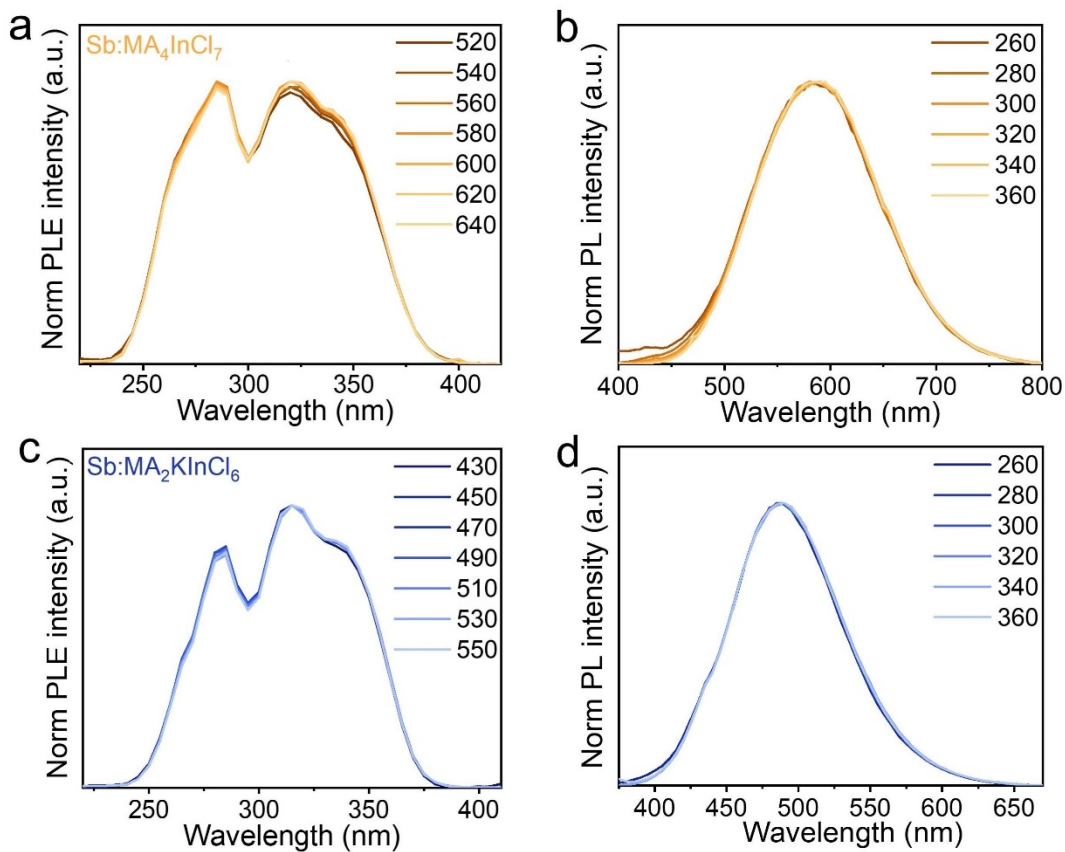 a
Sb:MA₄InCl₇
520
540
560
580
600
620
640
Norm PLE intensity (a.u.)
250 300 350 400
Wavelength (nm)
b
260
280
300
320
340
360
Norm PL intensity (a.u.)
400 500 600 700 800
Wavelength (nm)
c
Sb:MA₂KInCl₆
430
450
470
490
510
530
550
Norm PLE intensity (a.u.)
250 300 350 400
Wavelength (nm)
d
260
280
300
320
340
360
Norm PL intensity (a.u.)
400 450 500 550 600 650
Wavelength (nm)